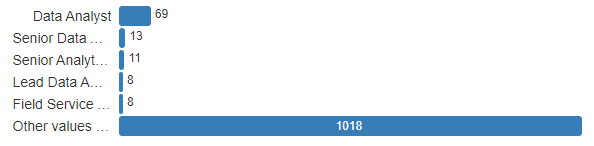 Data Analyst 69
Senior Data ... 13
Senior Analyt... 11
Lead Data A... 8
Field Service ... 8
Other values ... 1018